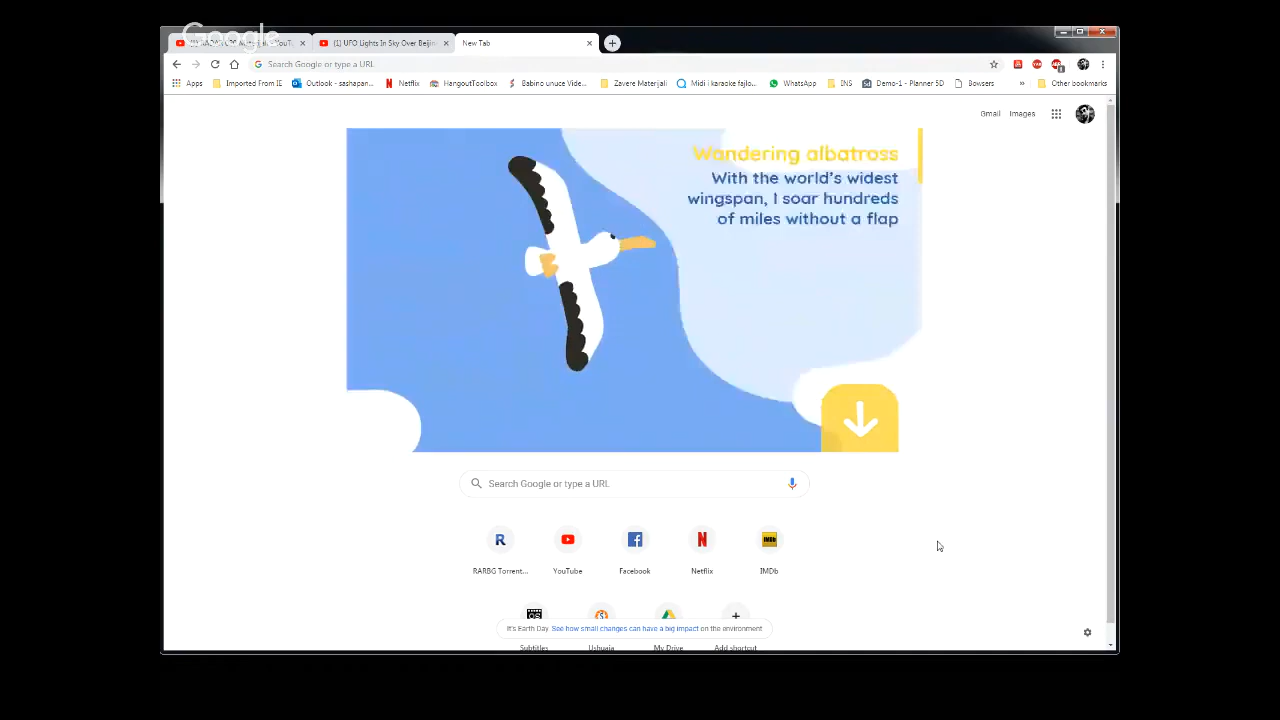 Google
(1) UFO Lights In Sky Over Beijin
New Tab
Search Google or type a URL
Apps
Imported From IE
Outlook - sashapan...
Netflix
HangoutToolbox
Babino unuce Vide...
Zavere Materijali
Midi i karaoke fajlo...
WhatsApp
INS
Demo-1 - Planner 5D
Bowsers
»
Other bookmarks
Gmail
Images
Wandering albatross
With the world's widest
wingspan, I soar hundreds
of miles without a flap
Search Google or type a URL
R
N
IMDb
RARBG Torrent...
YouTube
Facebook
Netflix
IMDb
It's Earth Day. See how small changes can have a big impact on the environment
Subtitles
Ushuaia
My Drive
Add shortcut